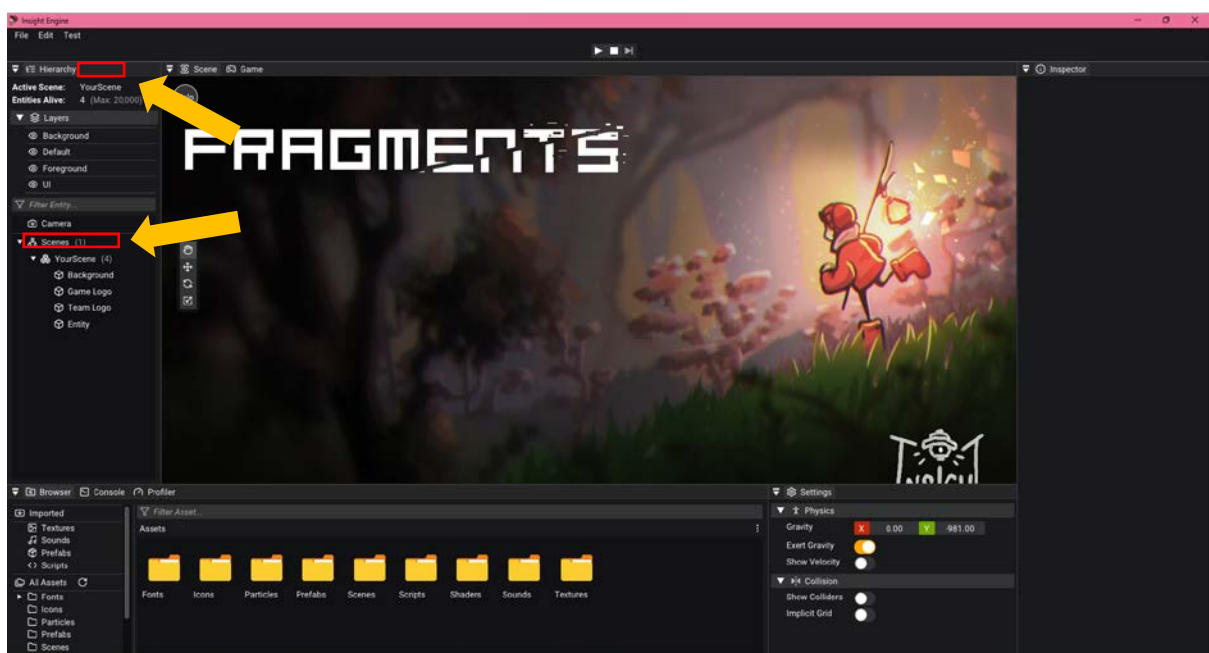 Insight Engine
File Edit Test
Hierarchy
Scene Game
Inspector
Active Scene: YourScene
Entities Alive: 4 (Max: 20,000)
Layers
Background
Default
Foreground
UI
Filter Entity...
Camera
Scenes (1)
YourScene (4)
Background
Game Logo
Team Logo
Entity
FRAGMENTS
Browser Console Profiler
Imported
Textures
Sounds
Prefabs
Scripts
All Assets
Fonts
Icons
Particles
Prefabs
Scenes
Filter Asset...
Assets
Fonts Icons Particles Prefabs Scenes Scripts Shaders Sounds Textures
Settings
Physics
Gravity X 0.00 Y -981.00
Exert Gravity
Show Velocity
Collision
Show Colliders
Implicit Grid